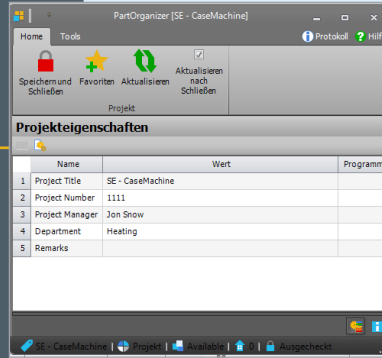 PartOrganizer [SE - CaseMachine]
Home Tools
Protokoll Hilf
Speichern und Schließen
Favoriten
Aktualisieren
Aktualisieren nach Schließen
Projekt
Projekteigenschaften
Name Wert Programm
1 Project Title SE - CaseMachine
2 Project Number 1111
3 Project Manager Jon Snow
4 Department Heating
5 Remarks
SE - CaseMachine | Projekt | Available | 0 | Ausgecheckt